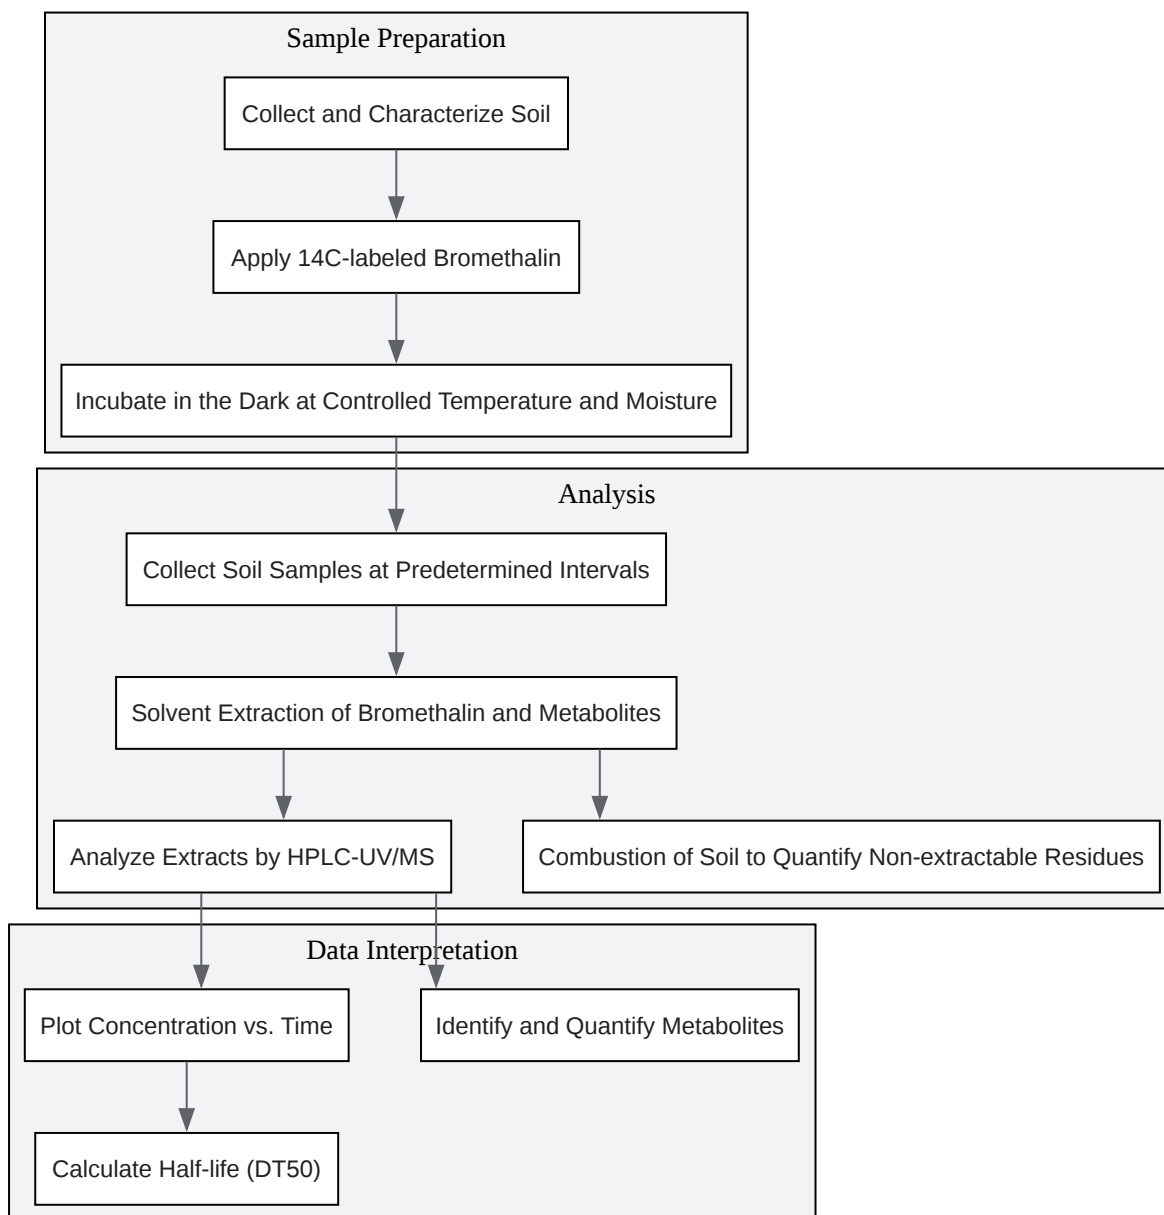 Sample Preparation
Collect and Characterize Soil
Apply 14C-labeled Bromethalin
Incubate in the Dark at Controlled Temperature and Moisture
Analysis
Collect Soil Samples at Predetermined Intervals
Solvent Extraction of Bromethalin and Metabolites
Analyze Extracts by HPLC-UV/MS
Combustion of Soil to Quantify Non-extractable Residues
Data Interpretation
Plot Concentration vs. Time
Identify and Quantify Metabolites
Calculate Half-life (DT50)